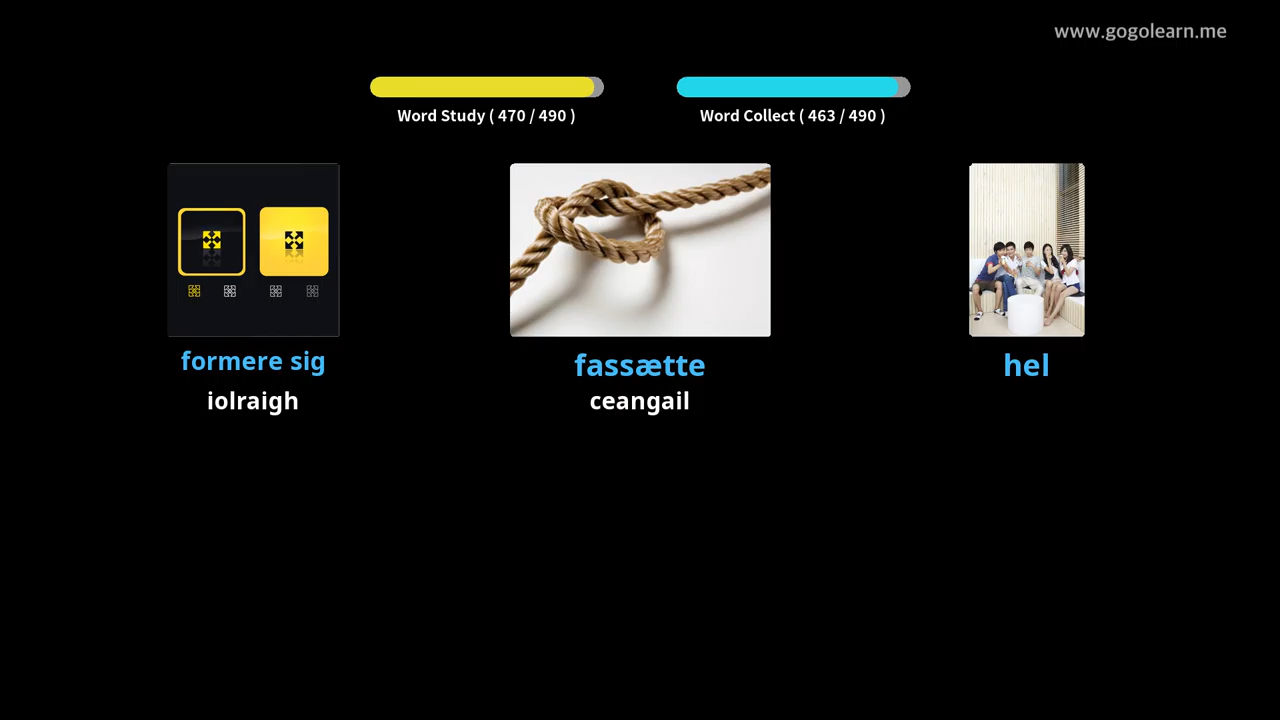 www.gogolearn.me
Word Study ( 470 / 490 )
Word Collect ( 463 / 490 )
formere sig
iolraigh
fassætte
ceangail
hel